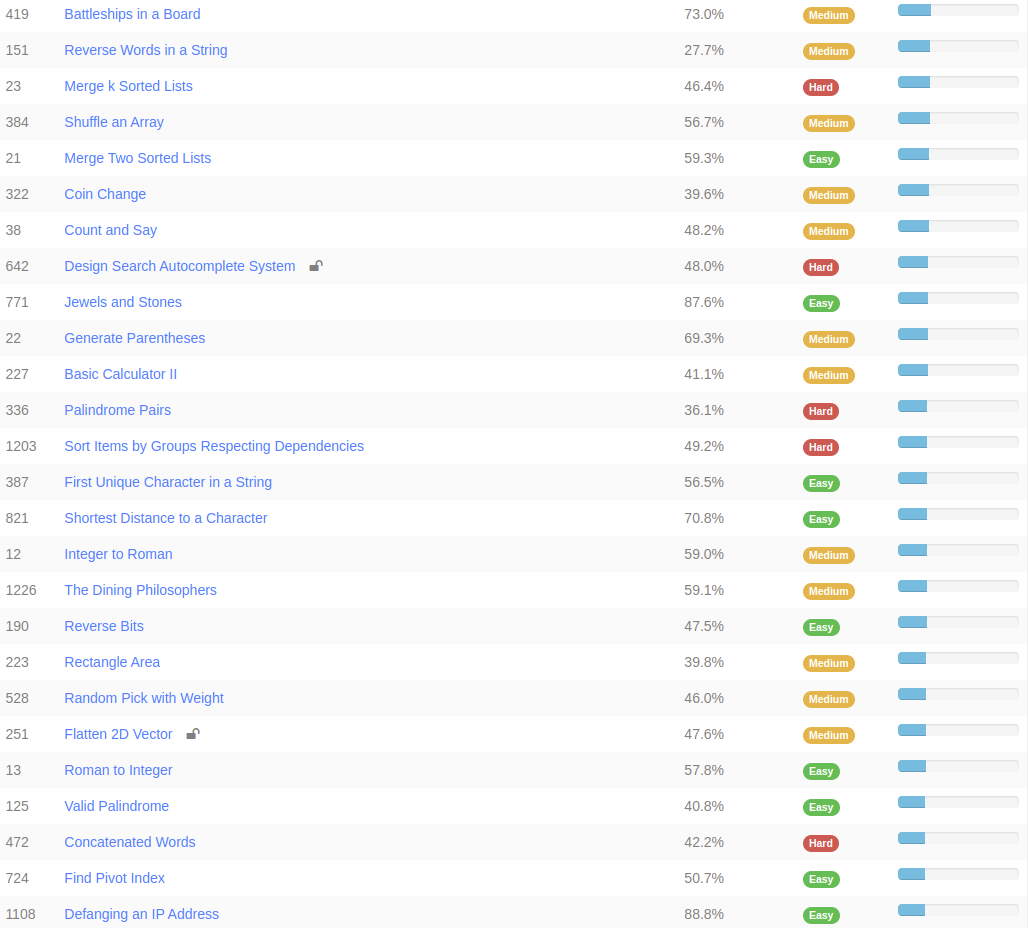 419 Battleships in a Board 73.0% Medium
151 Reverse Words in a String 27.7% Medium
23 Merge k Sorted Lists 46.4% Hard
384 Shuffle an Array 56.7% Medium
21 Merge Two Sorted Lists 59.3% Easy
322 Coin Change 39.6% Medium
38 Count and Say 48.2% Medium
642 Design Search Autocomplete System 48.0% Hard
771 Jewels and Stones 87.6% Easy
22 Generate Parentheses 69.3% Medium
227 Basic Calculator II 41.1% Medium
336 Palindrome Pairs 36.1% Hard
1203 Sort Items by Groups Respecting Dependencies 49.2% Hard
387 First Unique Character in a String 56.5% Easy
821 Shortest Distance to a Character 70.8% Easy
12 Integer to Roman 59.0% Medium
1226 The Dining Philosophers 59.1% Medium
190 Reverse Bits 47.5% Easy
223 Rectangle Area 39.8% Medium
528 Random Pick with Weight 46.0% Medium
251 Flatten 2D Vector 47.6% Medium
13 Roman to Integer 57.8% Easy
125 Valid Palindrome 40.8% Easy
472 Concatenated Words 42.2% Hard
724 Find Pivot Index 50.7% Easy
1108 Defanging an IP Address 88.8% Easy